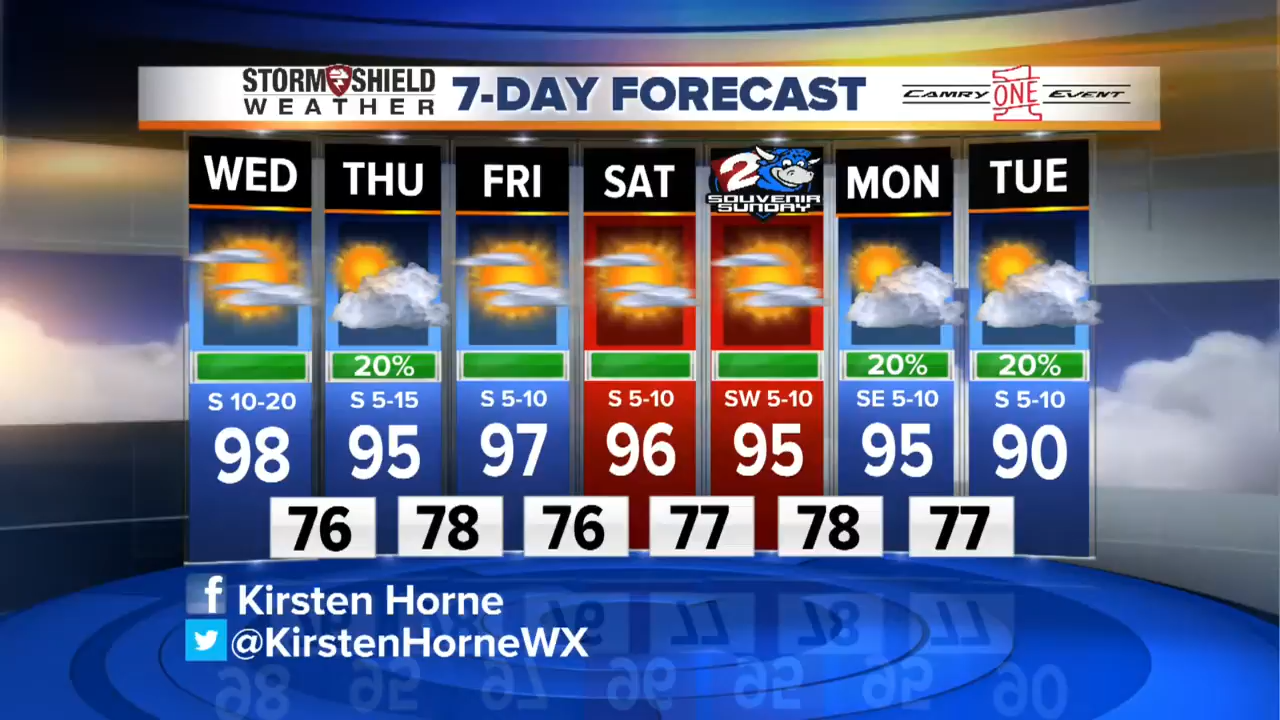 STORM SHIELD
WEATHER
7-DAY FORECAST
CAMRY ONE EVENT
1
WED THU FRI SAT 2 MON TUE
SOUVENIR
SUNDAY
20% 20% 20%
S 10-20 S 5-15 S 5-10 S 5-10 SW 5-10 SE 5-10 S 5-10
98 95 97 96 95 95 90
76 78 76 77 78 77
f Kirsten Horne
@KirstenHorneWX